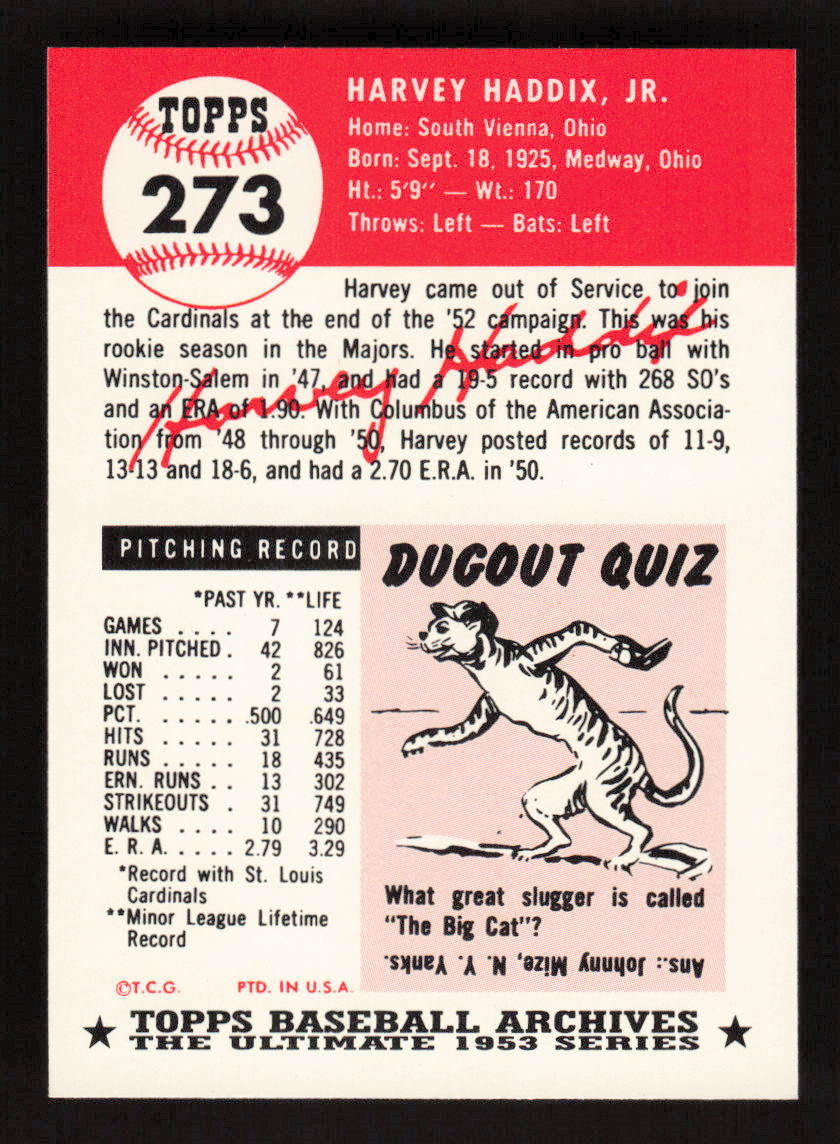 TOPPS
273
HARVEY HADDIX, JR.
Home: South Vienna, Ohio
Born: Sept. 18, 1925, Medway, Ohio
Ht.: 5'9" — Wt.: 170
Throws: Left — Bats: Left
Harvey came out of Service to join
the Cardinals at the end of the '52 campaign. This was his
rookie season in the Majors. He started in pro ball with
Winston-Salem in '47, and had a 19-5 record with 268 SO's
and an ERA of 1.90. With Columbus of the American Associa-
tion from '48 through '50, Harvey posted records of 11-9,
13-13 and 18-6, and had a 2.70 E.R.A. in '50.
Harvey Haddix
PITCHING RECORD
*PAST YR. **LIFE
GAMES . . . . 7 124
INN. PITCHED . 42 826
WON . . . . . 2 61
LOST . . . . . 2 33
PCT. . . . . . .500 .649
HITS . . . . . 31 728
RUNS . . . . . 18 435
ERN. RUNS . . 13 302
STRIKEOUTS . 31 749
WALKS . . . . 10 290
E. R. A. . . . . . 2.79 3.29
*Record with St. Louis
Cardinals
**Minor League Lifetime
Record
DUGOUT QUIZ
What great slugger is called
"The Big Cat"?
Ans.: Johnny Mize, N. Y. Yanks.
©T.C.G. PTD. IN U.S.A.
★ TOPPS BASEBALL ARCHIVES ★
THE ULTIMATE 1953 SERIES